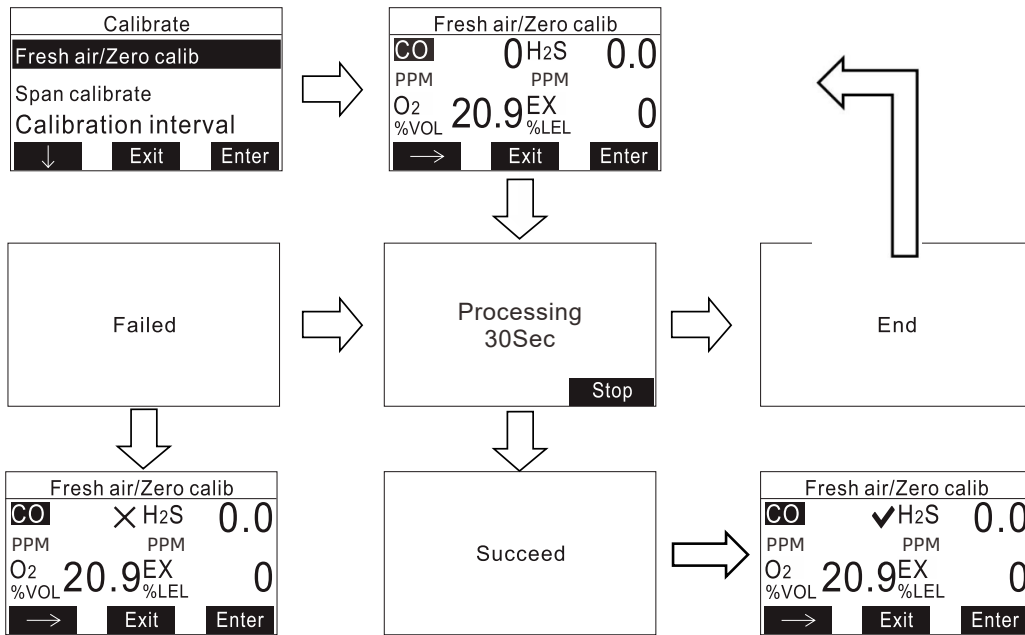 Calibrate
Fresh air/Zero calib
Span calibrate
Calibration interval
↓ Exit Enter
Fresh air/Zero calib
CO 0 H2S 0.0
PPM PPM
O2 20.9 EX 0
%VOL %LEL
→ Exit Enter
Failed
Processing
30Sec
Stop
End
Fresh air/Zero calib
CO ✕ H2S 0.0
PPM PPM
O2 20.9 EX 0
%VOL %LEL
→ Exit Enter
Succeed
Fresh air/Zero calib
CO ✔ H2S 0.0
PPM PPM
O2 20.9 EX 0
%VOL %LEL
→ Exit Enter